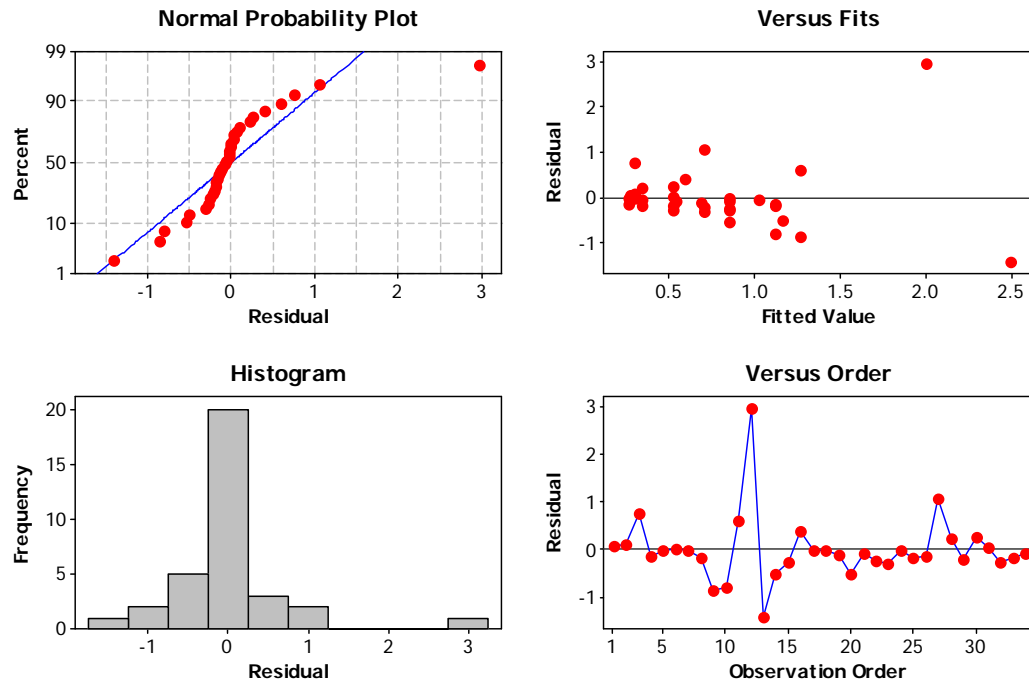 Normal Probability Plot
99
90
50
10
1
Percent
-1 0 1 2 3
Residual
Versus Fits
3
2
1
0
-1
Residual
0.5 1.0 1.5 2.0 2.5
Fitted Value
Histogram
20
15
10
5
0
Frequency
-1 0 1 2 3
Residual
Versus Order
3
2
1
0
-1
Residual
1 5 10 15 20 25 30
Observation Order